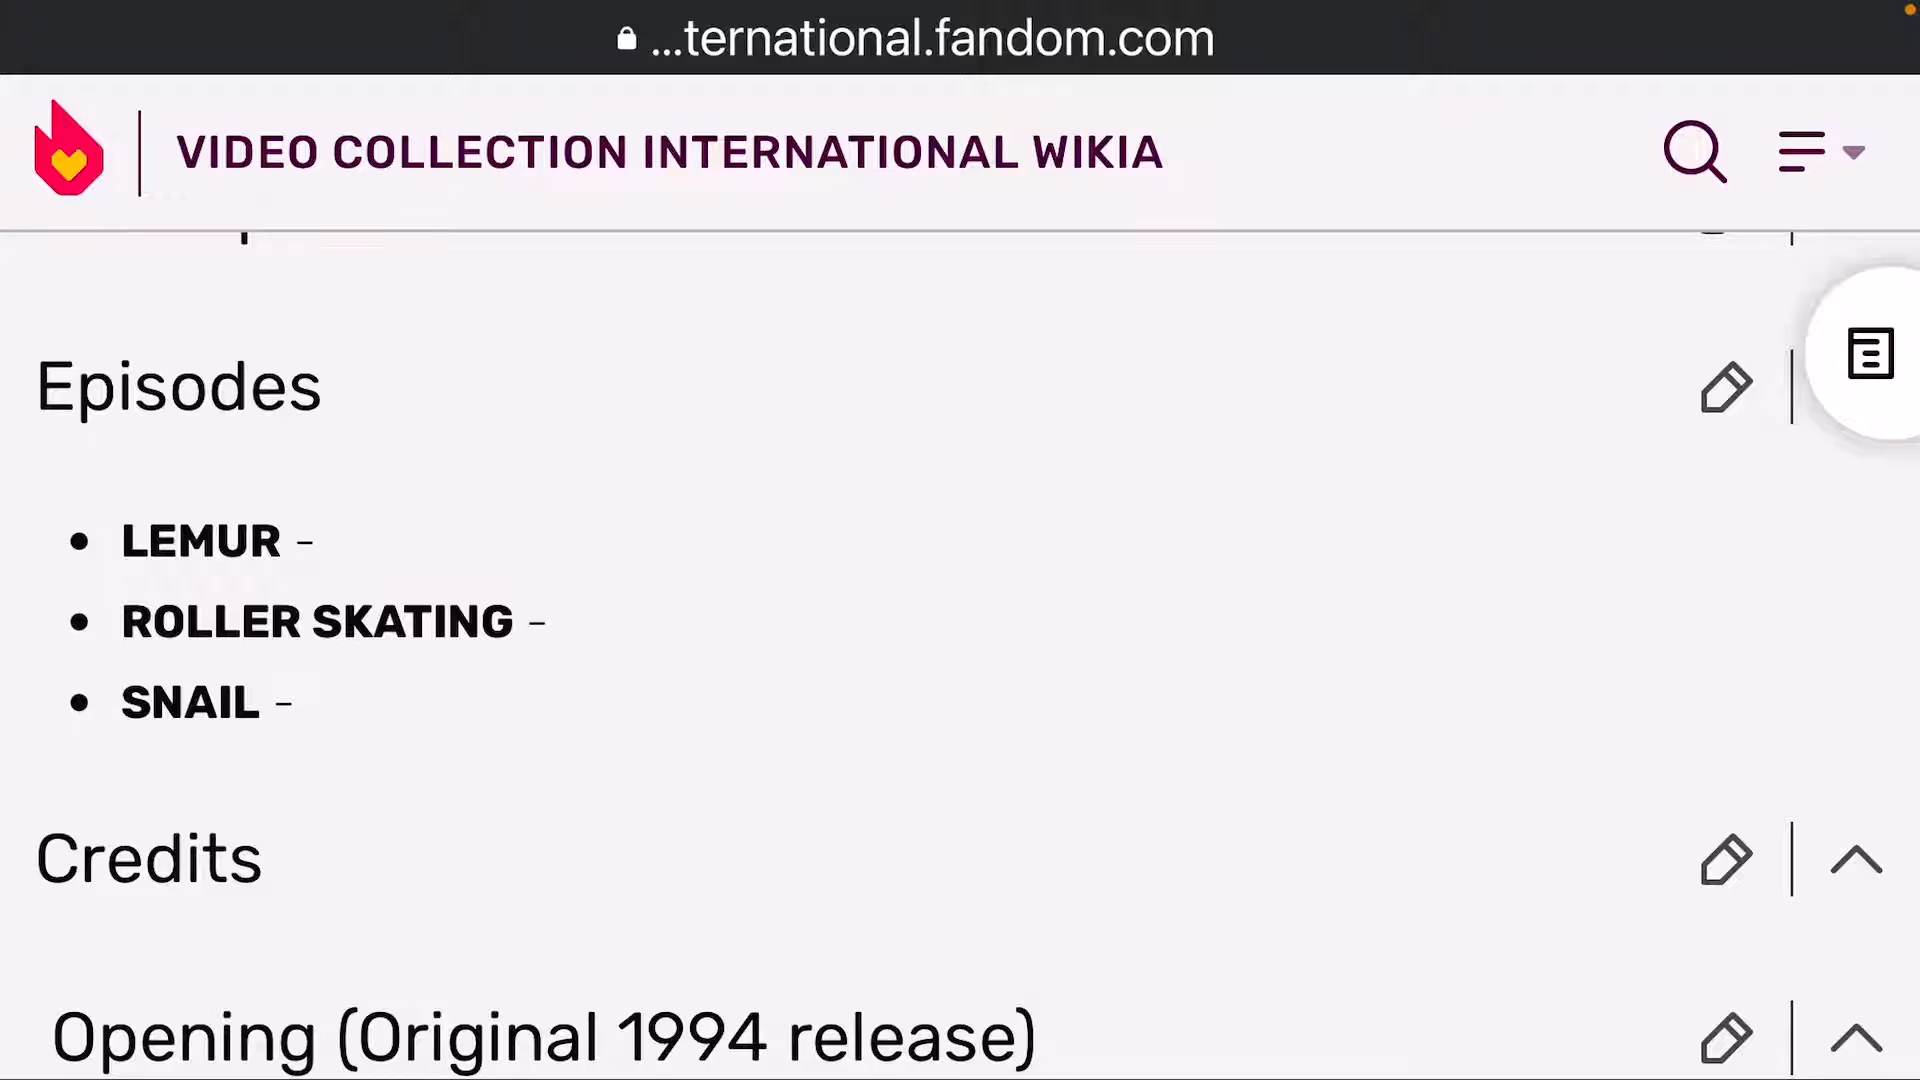 ...ternational.fandom.com
VIDEO COLLECTION INTERNATIONAL WIKIA
Episodes
• LEMUR –
• ROLLER SKATING –
• SNAIL –
Credits
Opening (Original 1994 release)